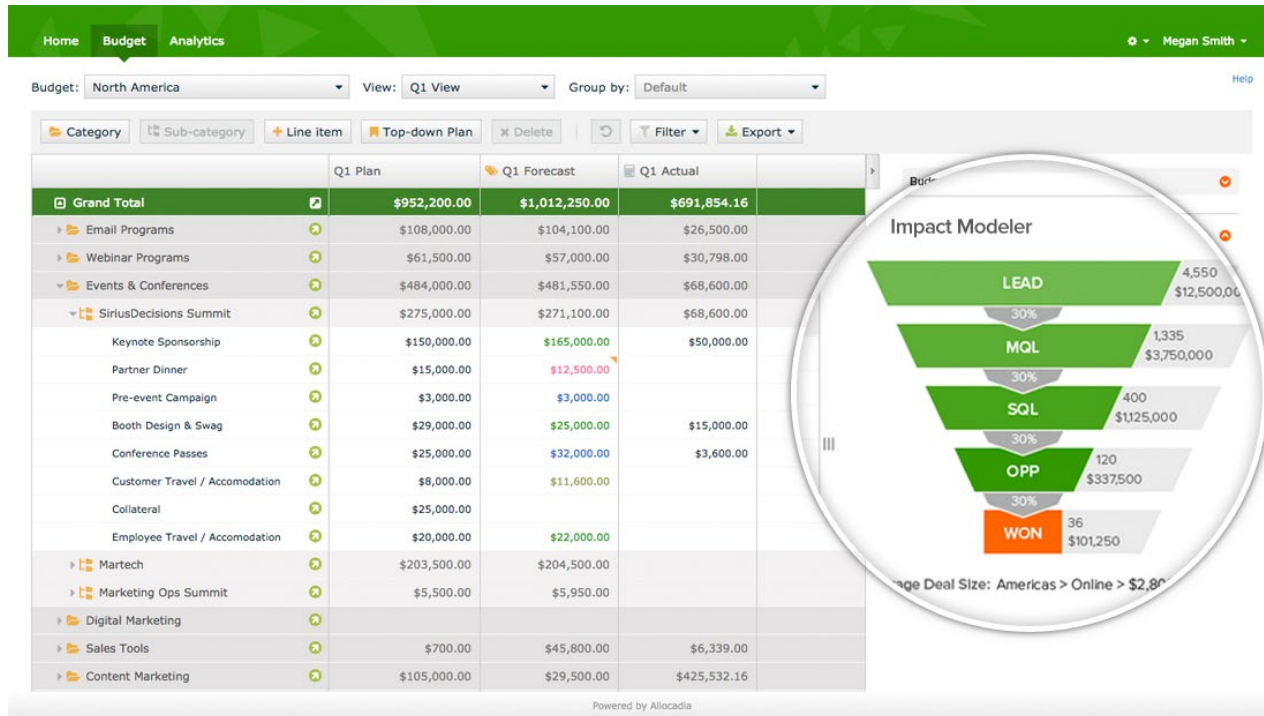 Home Budget Analytics Megan Smith
Help
Budget: North America View: Q1 View Group by: Default
Category Sub-category + Line item Top-down Plan × Delete Filter Export
Q1 Plan Q1 Forecast Q1 Actual
Grand Total $952,200.00 $1,012,250.00 $691,854.16
Email Programs $108,000.00 $104,100.00 $26,500.00
Webinar Programs $61,500.00 $57,000.00 $30,798.00
Events & Conferences $484,000.00 $481,550.00 $68,600.00
SiriusDecisions Summit $275,000.00 $271,100.00 $68,600.00
Keynote Sponsorship $150,000.00 $165,000.00 $50,000.00
Partner Dinner $15,000.00 $12,500.00
Pre-event Campaign $3,000.00 $3,000.00
Booth Design & Swag $29,000.00 $25,000.00 $15,000.00
Conference Passes $25,000.00 $32,000.00 $3,600.00
Customer Travel / Accomodation $8,000.00 $11,600.00
Collateral $25,000.00
Employee Travel / Accomodation $20,000.00 $22,000.00
Martech $203,500.00 $204,500.00
Marketing Ops Summit $5,500.00 $5,950.00
Digital Marketing
Sales Tools $700.00 $45,800.00 $6,339.00
Content Marketing $105,000.00 $29,500.00 $425,532.16
Impact Modeler
LEAD 4,550
$12,500,00
30%
MQL 1,335
$3,750,000
30%
SQL 400
$1,125,000
30%
OPP 120
$337,500
30%
WON 36
$101,250
Deal Size: Americas > Online >
Powered by Allocadia